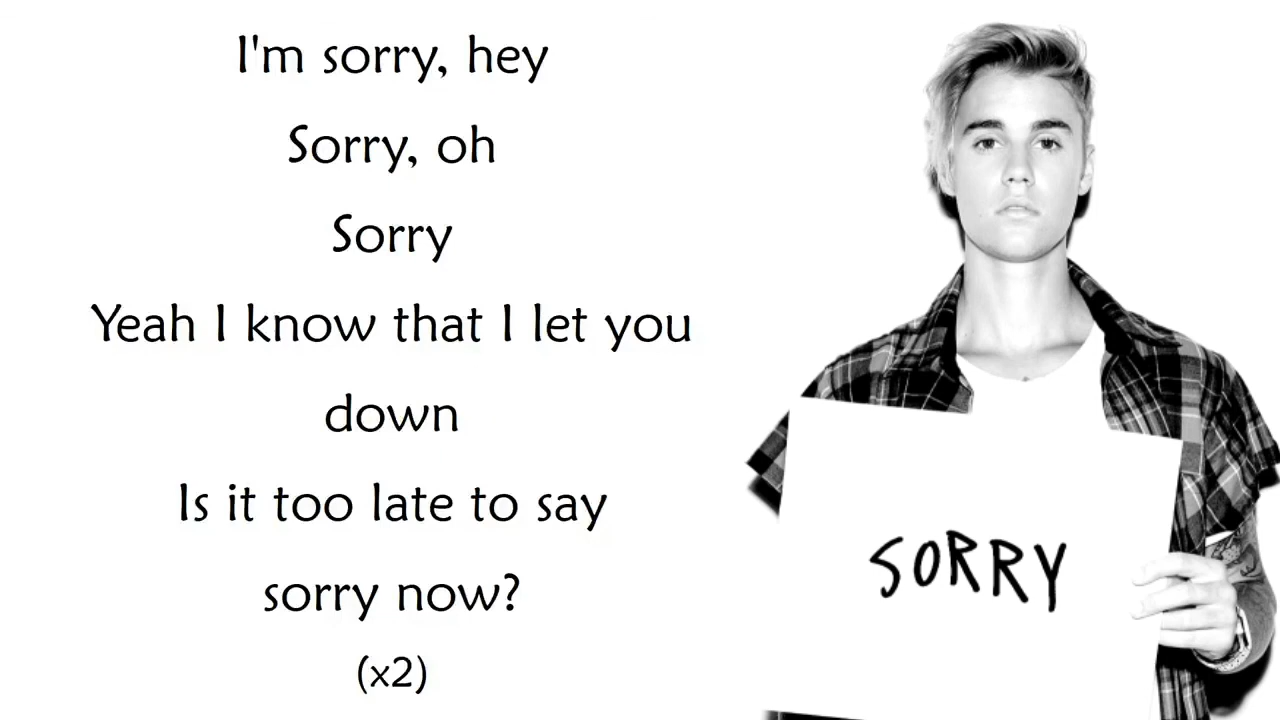 I'm sorry, hey
Sorry, oh
Sorry
Yeah I know that I let you
down
Is it too late to say
sorry now?
(x2)
SORRY